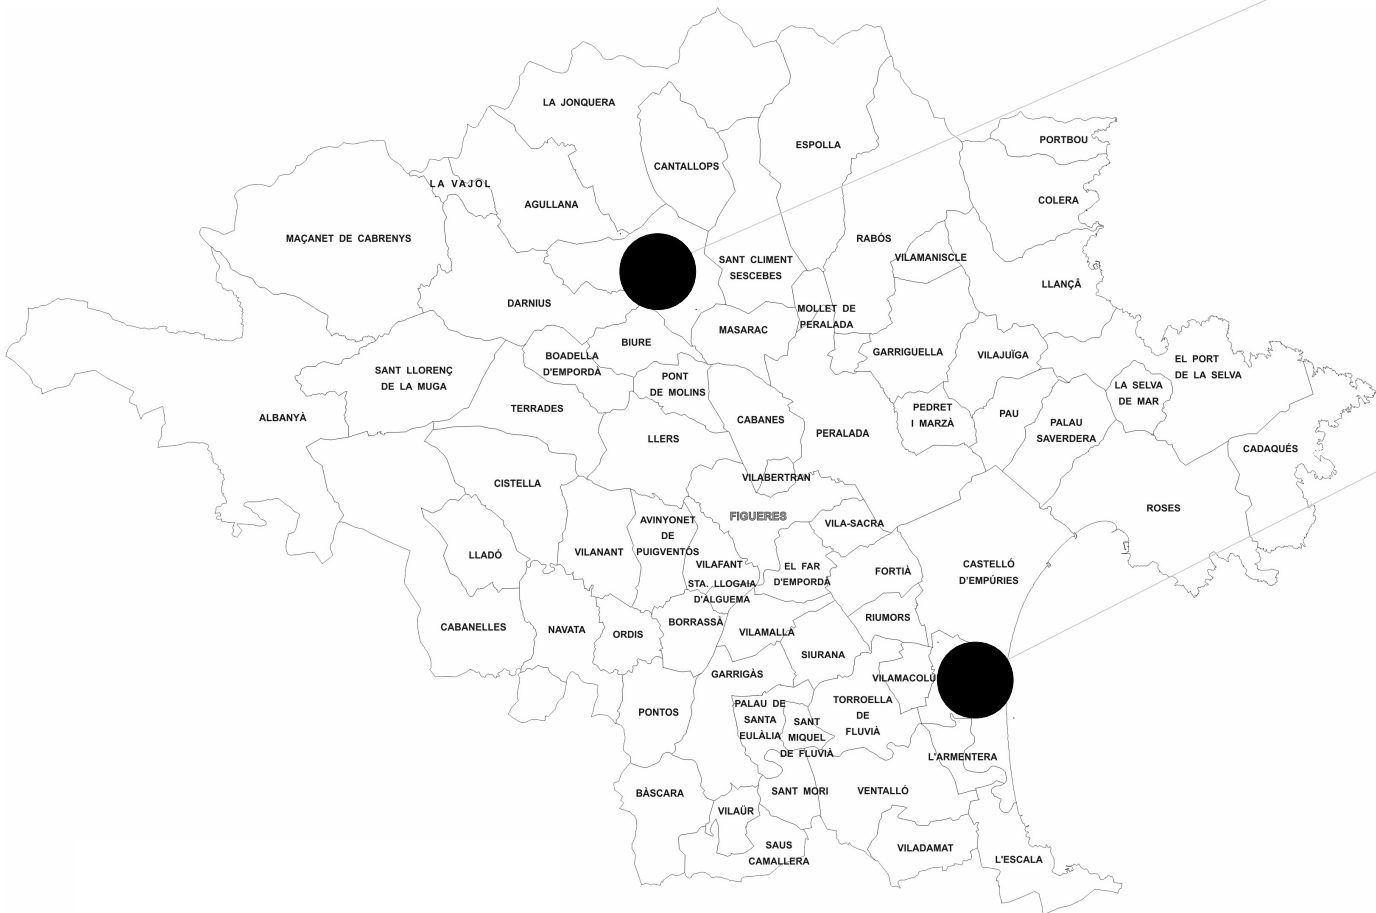 LA JONQUERA
PORTBOU
ESPOLLA
CANTALLOPS
LA VAJOL
AGULLANA
COLERA
MAÇANET DE CABRENYS
RABÓS
VILAMANISCLE
SANT CLIMENT
SESCEBES
LLANÇÂ
DARNIUS
MOLLET DE
PERALADA
MASARAC
BIURE
BOADELLA
D'EMPORDÀ
GARRIGUELLA
VILAJUÏGA
EL PORT
DE LA SELVA
SANT LLORENÇ
DE LA MUGA
PONT
DE MOLINS
LA SELVA
DE MAR
TERRADES
ALBANYÀ
CABANES
PEDRET
I MARZÀ
PAU
PALAU
SAVERDERA
PERALADA
LLERS
CADAQUÉS
CISTELLA
VILABERTRAN
ROSES
FIGUERES
VILA-SACRA
AVINYONET
DE
PUIGVENTÓS
LLADÓ
VILANANT
VILAFANT
EL FAR
D'EMPORDÀ
FORTIÀ
CASTELLÓ
D'EMPÚRIES
STA. LLOGAIA
D'ÀLGUEMA
CABANELLES
NAVATA
ORDIS
BORRASSÀ
VILAMALLA
RIUMORS
SIURANA
GARRIGÀS
VILAMACOLU
PONTOS
PALAU DE
SANTA
EULÀLIA
SANT
MIQUEL
DE FLUVIÀ
TORROELLA
DE
FLUVIÀ
L'ARMENTERA
BÀSCARA
SANT MORI
VENTALLÓ
VILAÜR
SAUS
CAMALLERA
VILADAMAT
L'ESCALA